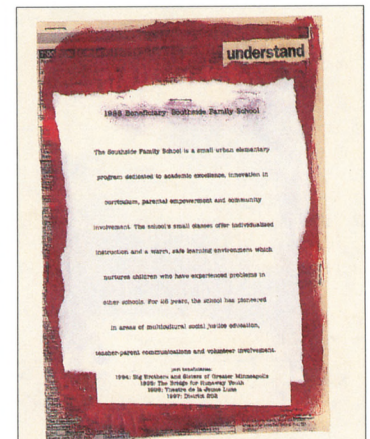 understand
1998 Beneficiary: Southside Family School
The Southside Family School is a small urban elementary
program dedicated to academic excellence, innovation in
curriculum, parental empowerment and community
involvement. The school's small classes offer individualized
instruction and a warm, safe learning environment which
nurtures children who have experienced problems in
other schools. For years, the school has pioneered
in areas of multicultural social justice education,
teacher-parent communications and volunteer involvement.
past beneficiaries:
1994: Big Brothers and Sisters of Greater Minneapolis
1995: The Bridge for Runaway Youth
1996: Theatre de la Jeune Lune
1997: District 202